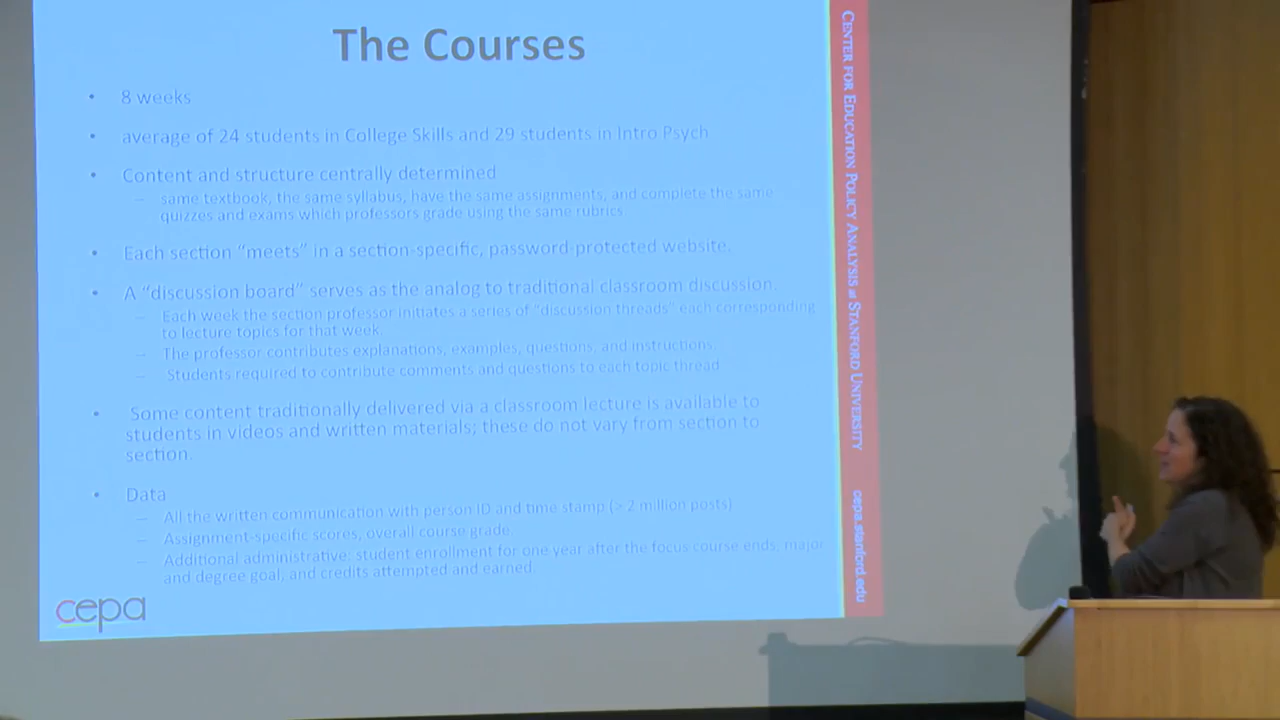 The Courses
• 8 weeks
• average of 24 students in College Skills and 29 students in Intro Psych
• Content and structure centrally determined
– same textbook, the same syllabus, have the same assignments, and complete the same
quizzes and exams which professors grade using the same rubrics
• Each section “meets” in a section-specific, password-protected website.
• A “discussion board” serves as the analog to traditional classroom discussion.
– Each week the section professor initiates a series of “discussion threads” each corresponding
to lecture topics for that week.
– The professor contributes explanations, examples, questions, and instructions.
– Students required to contribute comments and questions to each topic thread
• Some content traditionally delivered via a classroom lecture is available to
students in videos and written materials; these do not vary from section to
section.
• Data
– All the written communication with person ID and time stamp (> 2 million posts)
– Assignment-specific scores, overall course grade.
– Additional administrative: student enrollment for one year after the focus course ends, major
and degree goal, and credits attempted and earned.
cepa
CENTER FOR EDUCATION POLICY ANALYSIS at STANFORD UNIVERSITY
cepa.stanford.edu